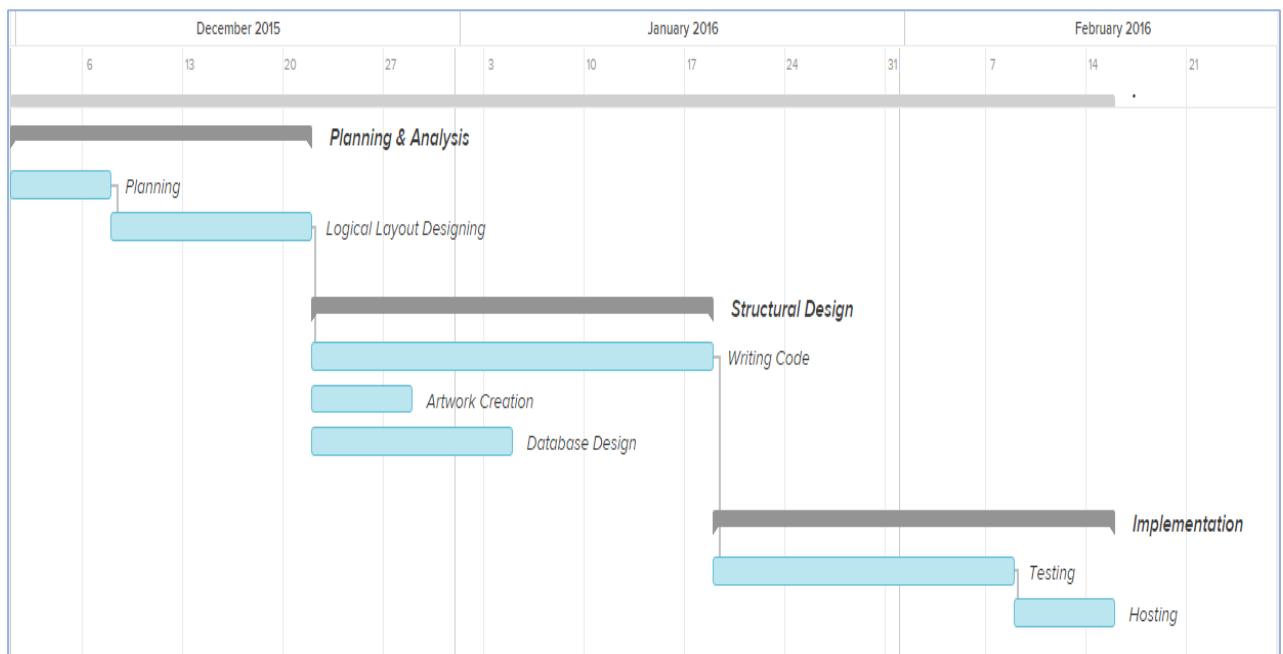 December 2015 January 2016 February 2016
6 13 20 27 3 10 17 24 31 7 14 21
Planning & Analysis
Planning
Logical Layout Designing
Structural Design
Writing Code
Artwork Creation
Database Design
Implementation
Testing
Hosting